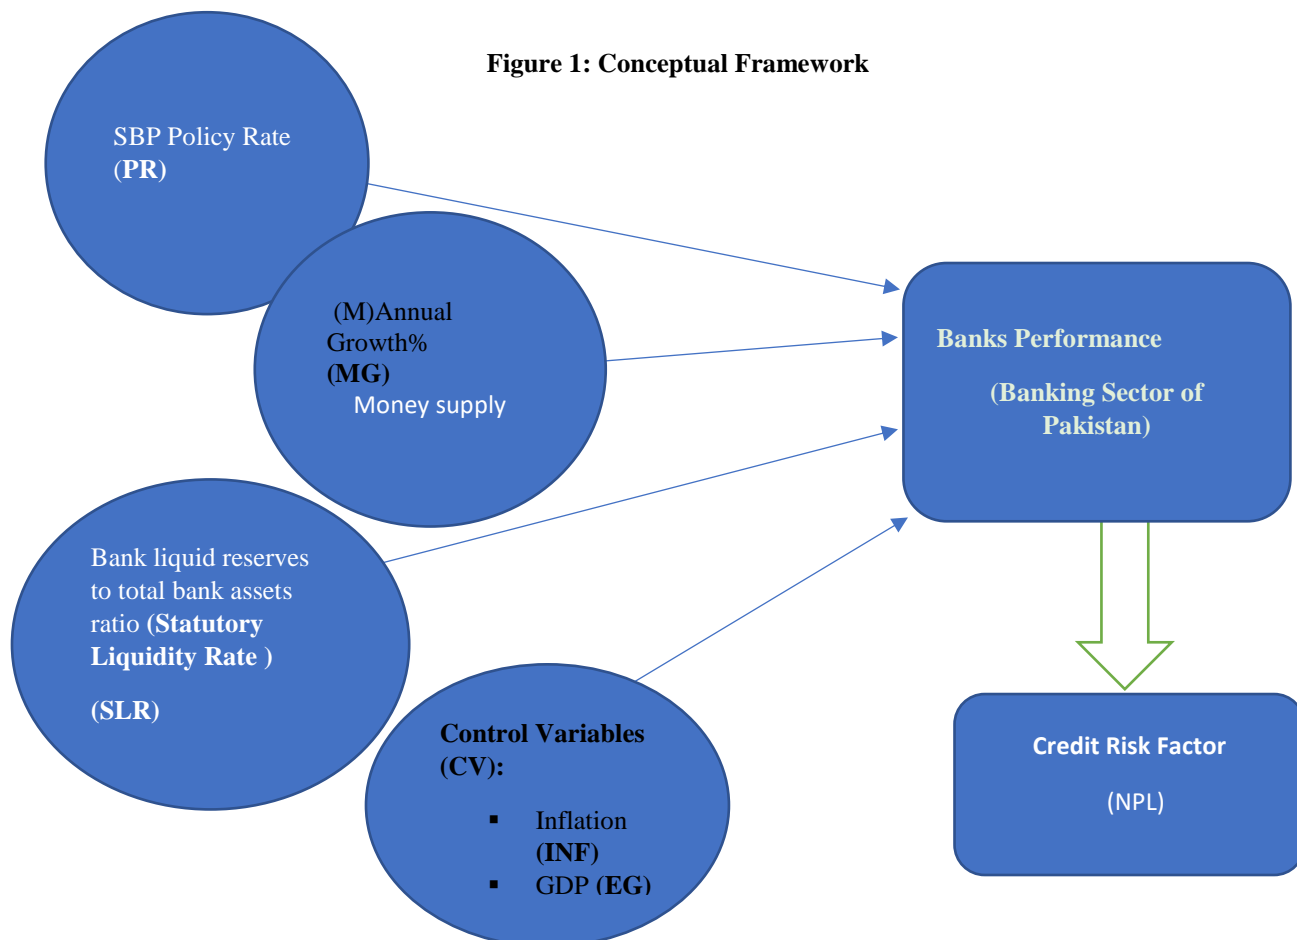 Figure 1: Conceptual Framework
SBP Policy Rate
(PR)
(M)Annual
Growth%
(MG)
Money supply
Bank liquid reserves
to total bank assets
ratio (Statutory
Liquidity Rate )
(SLR)
Control Variables
(CV):
▪ Inflation
(INF)
▪ GDP (EG)
Banks Performance
(Banking Sector of
Pakistan)
Credit Risk Factor
(NPL)